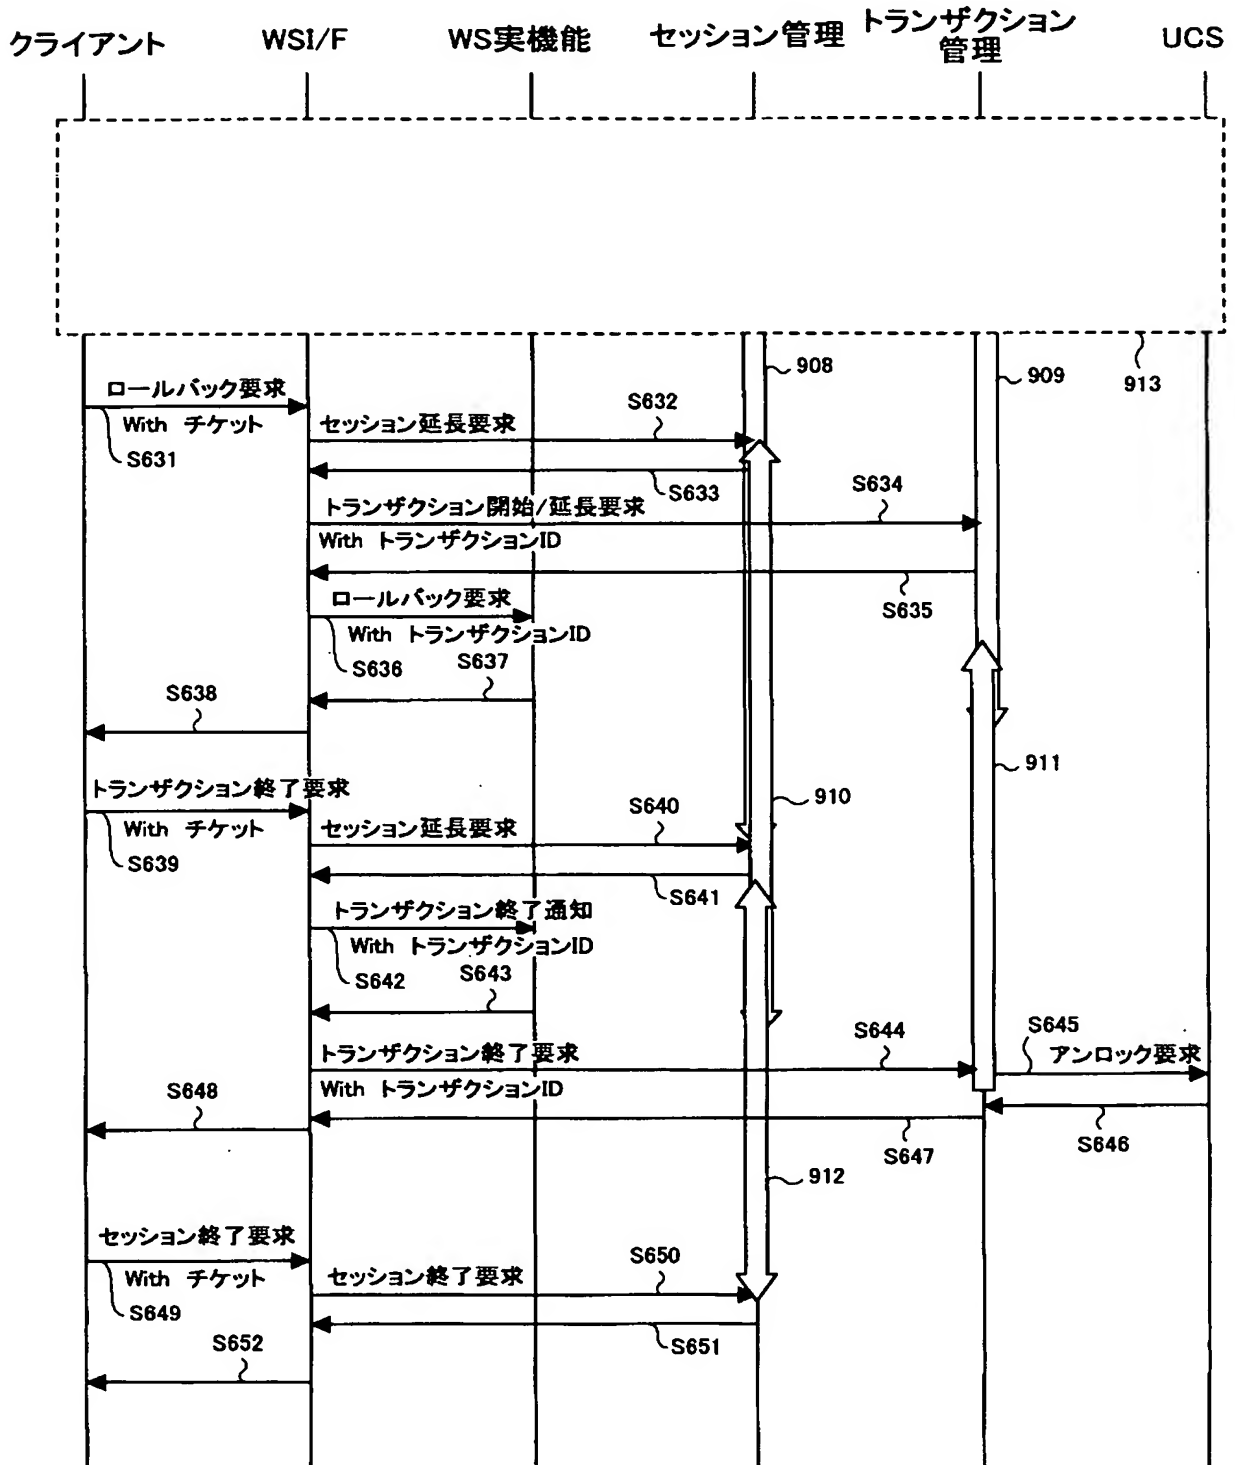 クライアント
WSI/F
WS実機能
セッション管理
トランザクション
管理
UCS
908
909
913
ロールバック要求
With チケット
S631
セッション延長要求
S632
S633
トランザクション開始/延長要求
S634
With トランザクションID
S635
ロールバック要求
With トランザクションID
S636
S637
S638
911
910
トランザクション終了要求
With チケット
S639
セッション延長要求
S640
S641
トランザクション終了通知
With トランザクションID
S642
S643
トランザクション終了要求
S644
With トランザクションID
S645
アンロック要求
S646
S647
S648
912
セッション終了要求
With チケット
S649
セッション終了要求
S650
S651
S652